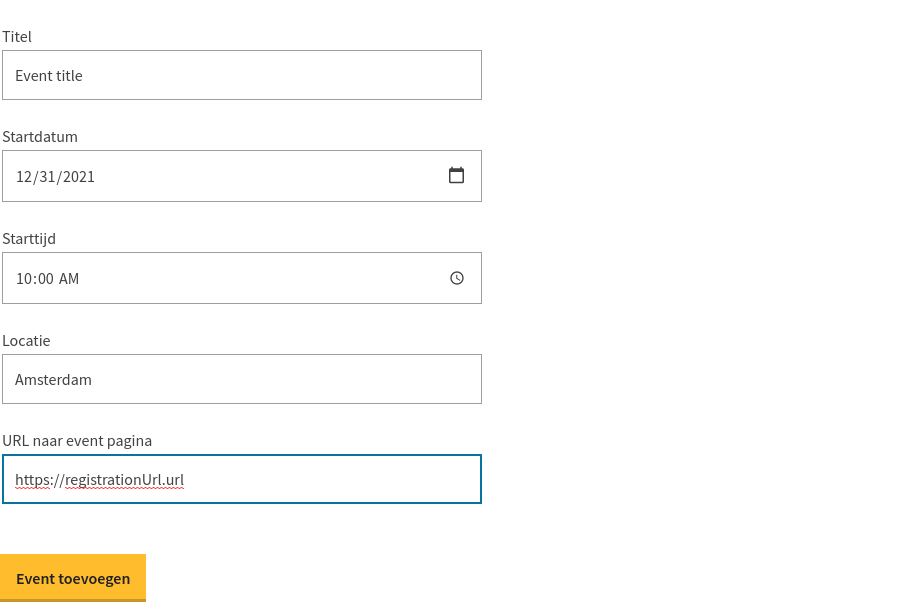 Titel
Event title
Startdatum
12/31/2021
Starttijd
10:00 AM
Locatie
Amsterdam
URL naar event pagina
https://registrationUrl.url
Event toevoegen